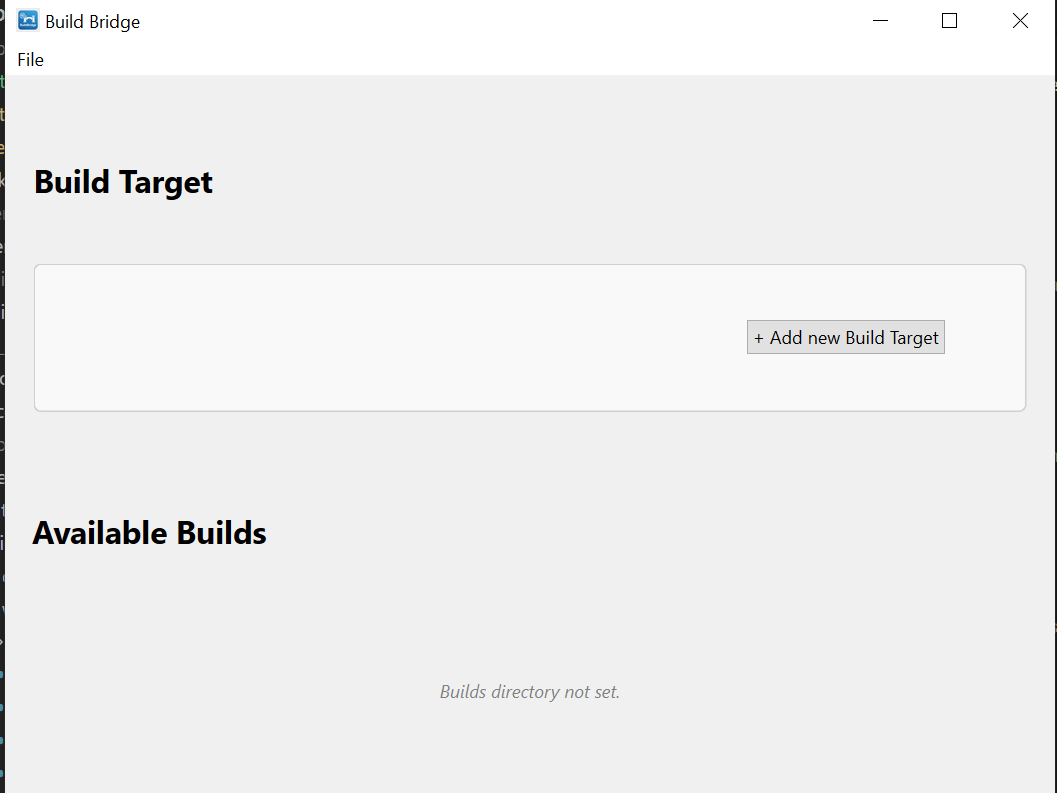 Build Bridge
File
Build Target
+ Add new Build Target
Available Builds
Builds directory not set.